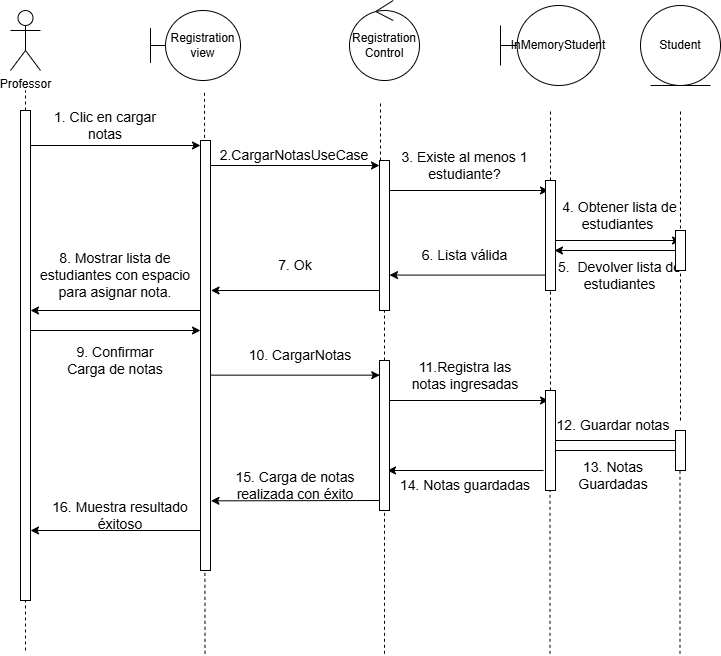 Registration
view
Registration
Control
InMemoryStudent
Student
Professor
1. Clic en cargar
notas
2.CargarNotasUseCase
3. Existe al menos 1
estudiante?
4. Obtener lista de
estudiantes
5.  Devolver lista de
estudiantes
6. Lista válida
7. Ok
8. Mostrar lista de
estudiantes con espacio
para asignar nota.
9. Confirmar
Carga de notas
10. CargarNotas
11.Registra las
notas ingresadas
12. Guardar notas
13. Notas
Guardadas
14. Notas guardadas
15. Carga de notas
realizada con éxito
16. Muestra resultado
éxitoso